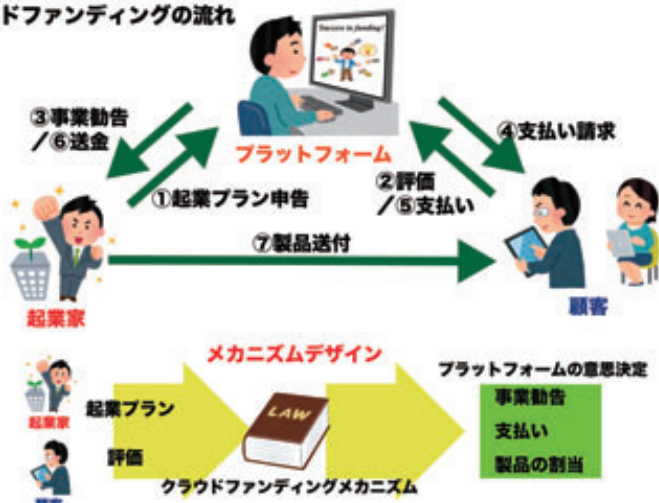 ドファンディングの流れ
Success in funding!
③事業勧告
/⑥送金
④支払い請求
プラットフォーム
①起業プラン申告
②評価
/⑤支払い
⑦製品送付
起業家
顧客
メカニズムデザイン
プラットフォームの意思決定
起業家
起業プラン
評価
LAW
クラウドファンディングメカニズム
事業勧告
支払い
製品の割当
顧客